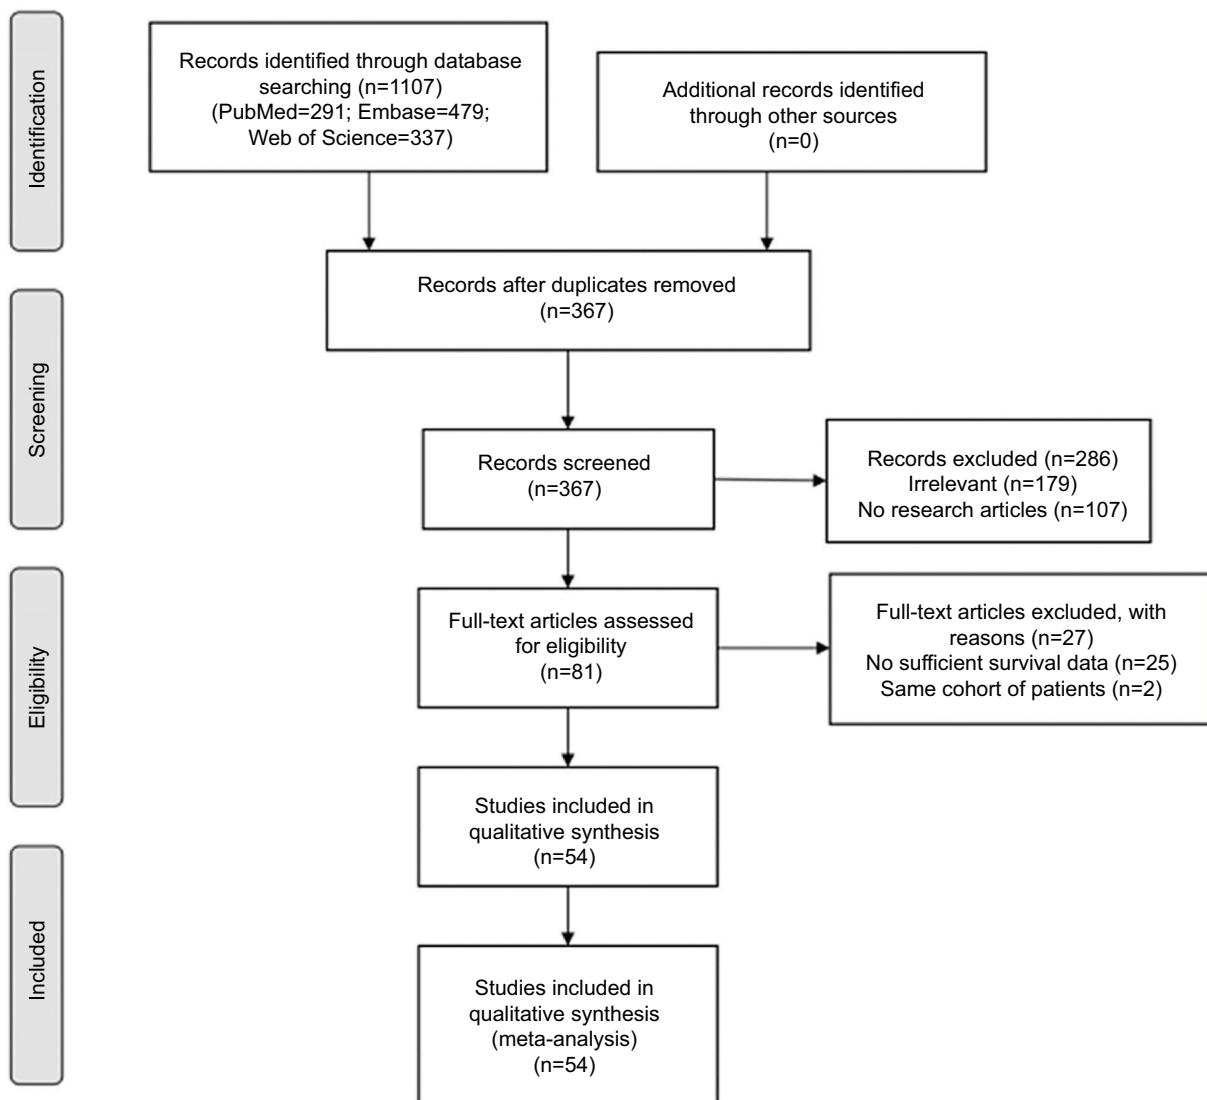 Identification
Records identified through database
searching (n=1107)
(PubMed=291; Embase=479;
Web of Science=337)
Additional records identified
through other sources
(n=0)
Records after duplicates removed
(n=367)
Screening
Records screened
(n=367)
Records excluded (n=286)
Irrelevant (n=179)
No research articles (n=107)
Eligibility
Full-text articles assessed
for eligibility
(n=81)
Full-text articles excluded, with
reasons (n=27)
No sufficient survival data (n=25)
Same cohort of patients (n=2)
Studies included in
qualitative synthesis
(n=54)
Included
Studies included in
qualitative synthesis
(meta-analysis)
(n=54)